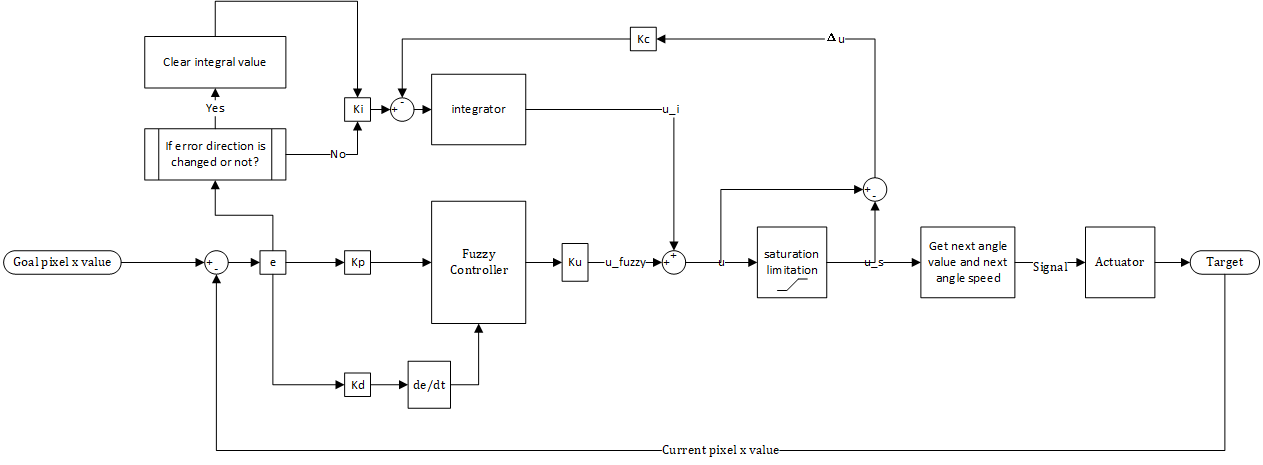 Kc
Δu
Clear integral value
Yes
Ki
+
-
integrator
u_i
If error direction is
changed or not?
No
+
-
Goal pixel x value
+
-
e
Kp
Fuzzy
Controller
Ku
u_fuzzy
+
+
u
saturation
limitation
u_s
Get next angle
value and next
angle speed
Signal
Actuator
Target
Kd
de/dt
Current pixel x value